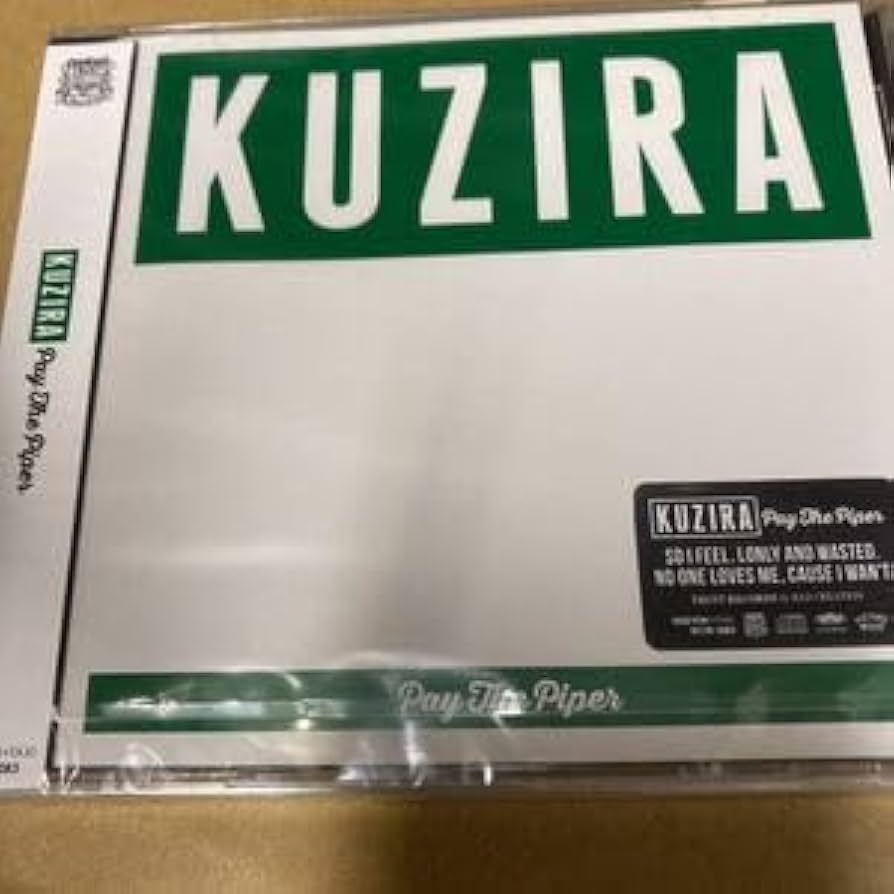 KUZIRA
KUZIRA Pay The Piper
KUZIRA Pay The Piper
SO I FEEL. LONLY AND WASTED.
NO ONE LOVES ME, CAUSE I WANT
Pay The Piper